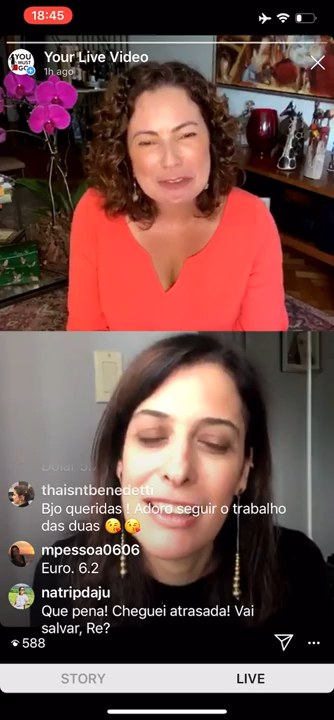 18:45
YOU
MUST
GO
Your Live Video
1h ago
thaisntbenedetti
Bjo queridas ! Adoro seguir o trabalho
das duas 😘😘
mpessoa0606
Euro. 6.2
natripdaju
Que pena! Cheguei atrasada! Vai
salvar, Re?
588
STORY
LIVE